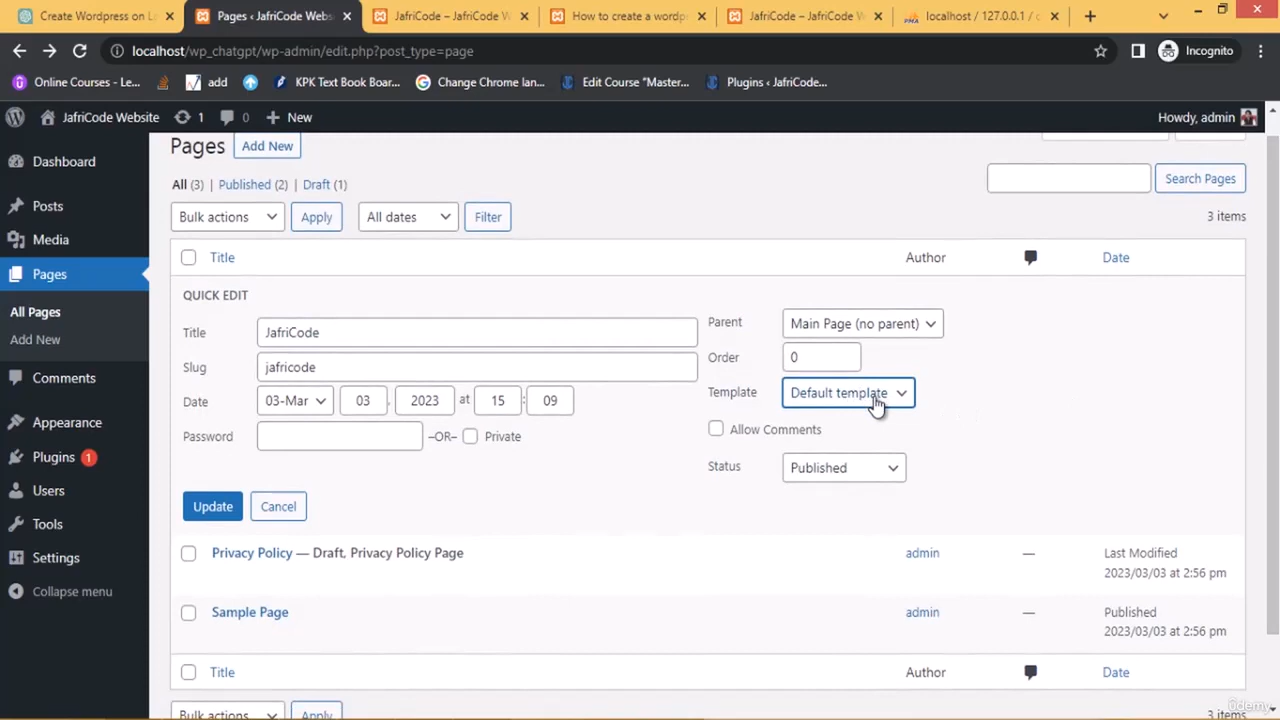 Create Wordpress on Lo
Pages ‹ JafriCode Webs
JafriCode – JafriCode W
How to create a wordp
JafriCode – JafriCode W
localhost / 127.0.0.1 / c
localhost/wp_chatgpt/wp-admin/edit.php?post_type=page
Incognito
Online Courses - Le...
add
KPK Text Book Boar...
Change Chrome lan...
Edit Course "Master...
Plugins ‹ JafriCode...
JafriCode Website
1
0
New
Howdy, admin
Dashboard
Posts
Media
Pages
All Pages
Add New
Comments
Appearance
Plugins 1
Users
Tools
Settings
Collapse menu
Pages
Add New
All (3) | Published (2) | Draft (1)
Search Pages
Bulk actions
Apply
All dates
Filter
3 items
Title
Author
Date
QUICK EDIT
Title
JafriCode
Slug
jafricode
Date
03-Mar
03
,
2023
at
15
:
09
Password
–OR–
Private
Parent
Main Page (no parent)
Order
0
Template
Default template
Allow Comments
Status
Published
Update
Cancel
Privacy Policy — Draft, Privacy Policy Page
admin
—
Last Modified
2023/03/03 at 2:56 pm
Sample Page
admin
—
Published
2023/03/03 at 2:56 pm
Title
Author
Date
Bulk actions
Apply
3 items
ûdemy